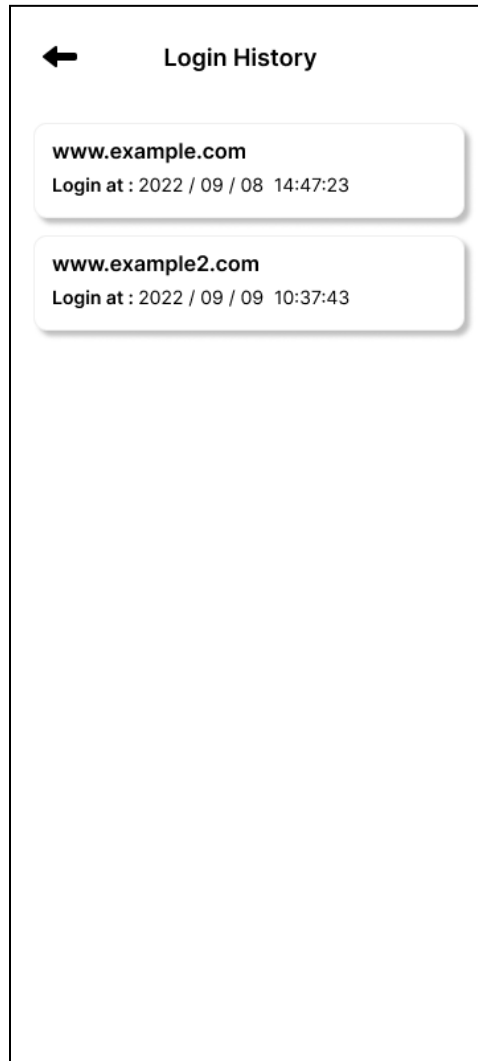 Login History
www.example.com
Login at : 2022 / 09 / 08 14:47:23
www.example2.com
Login at : 2022 / 09 / 09 10:37:43